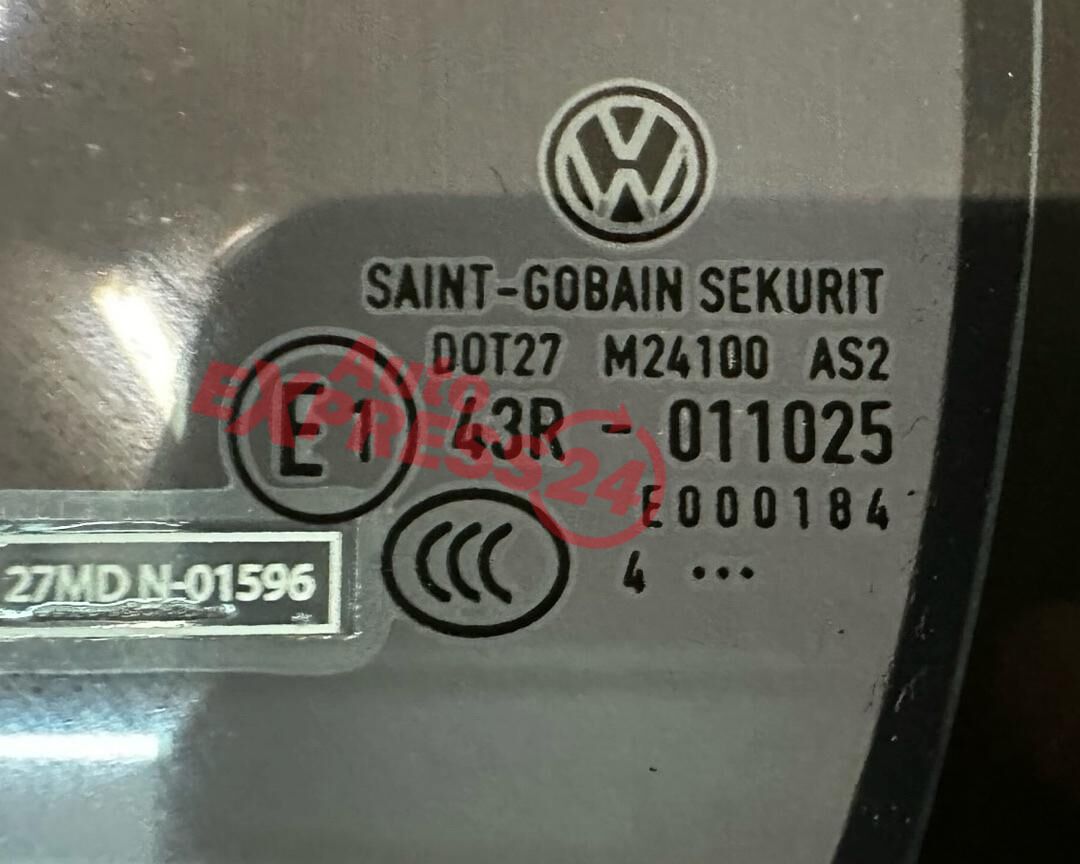 SAINT-GOBAIN SEKURIT
DOT27 M24100 AS2
E1 43R - 011025
E000184
4 ...
27MD N-01596
Auto
EXPRESS24